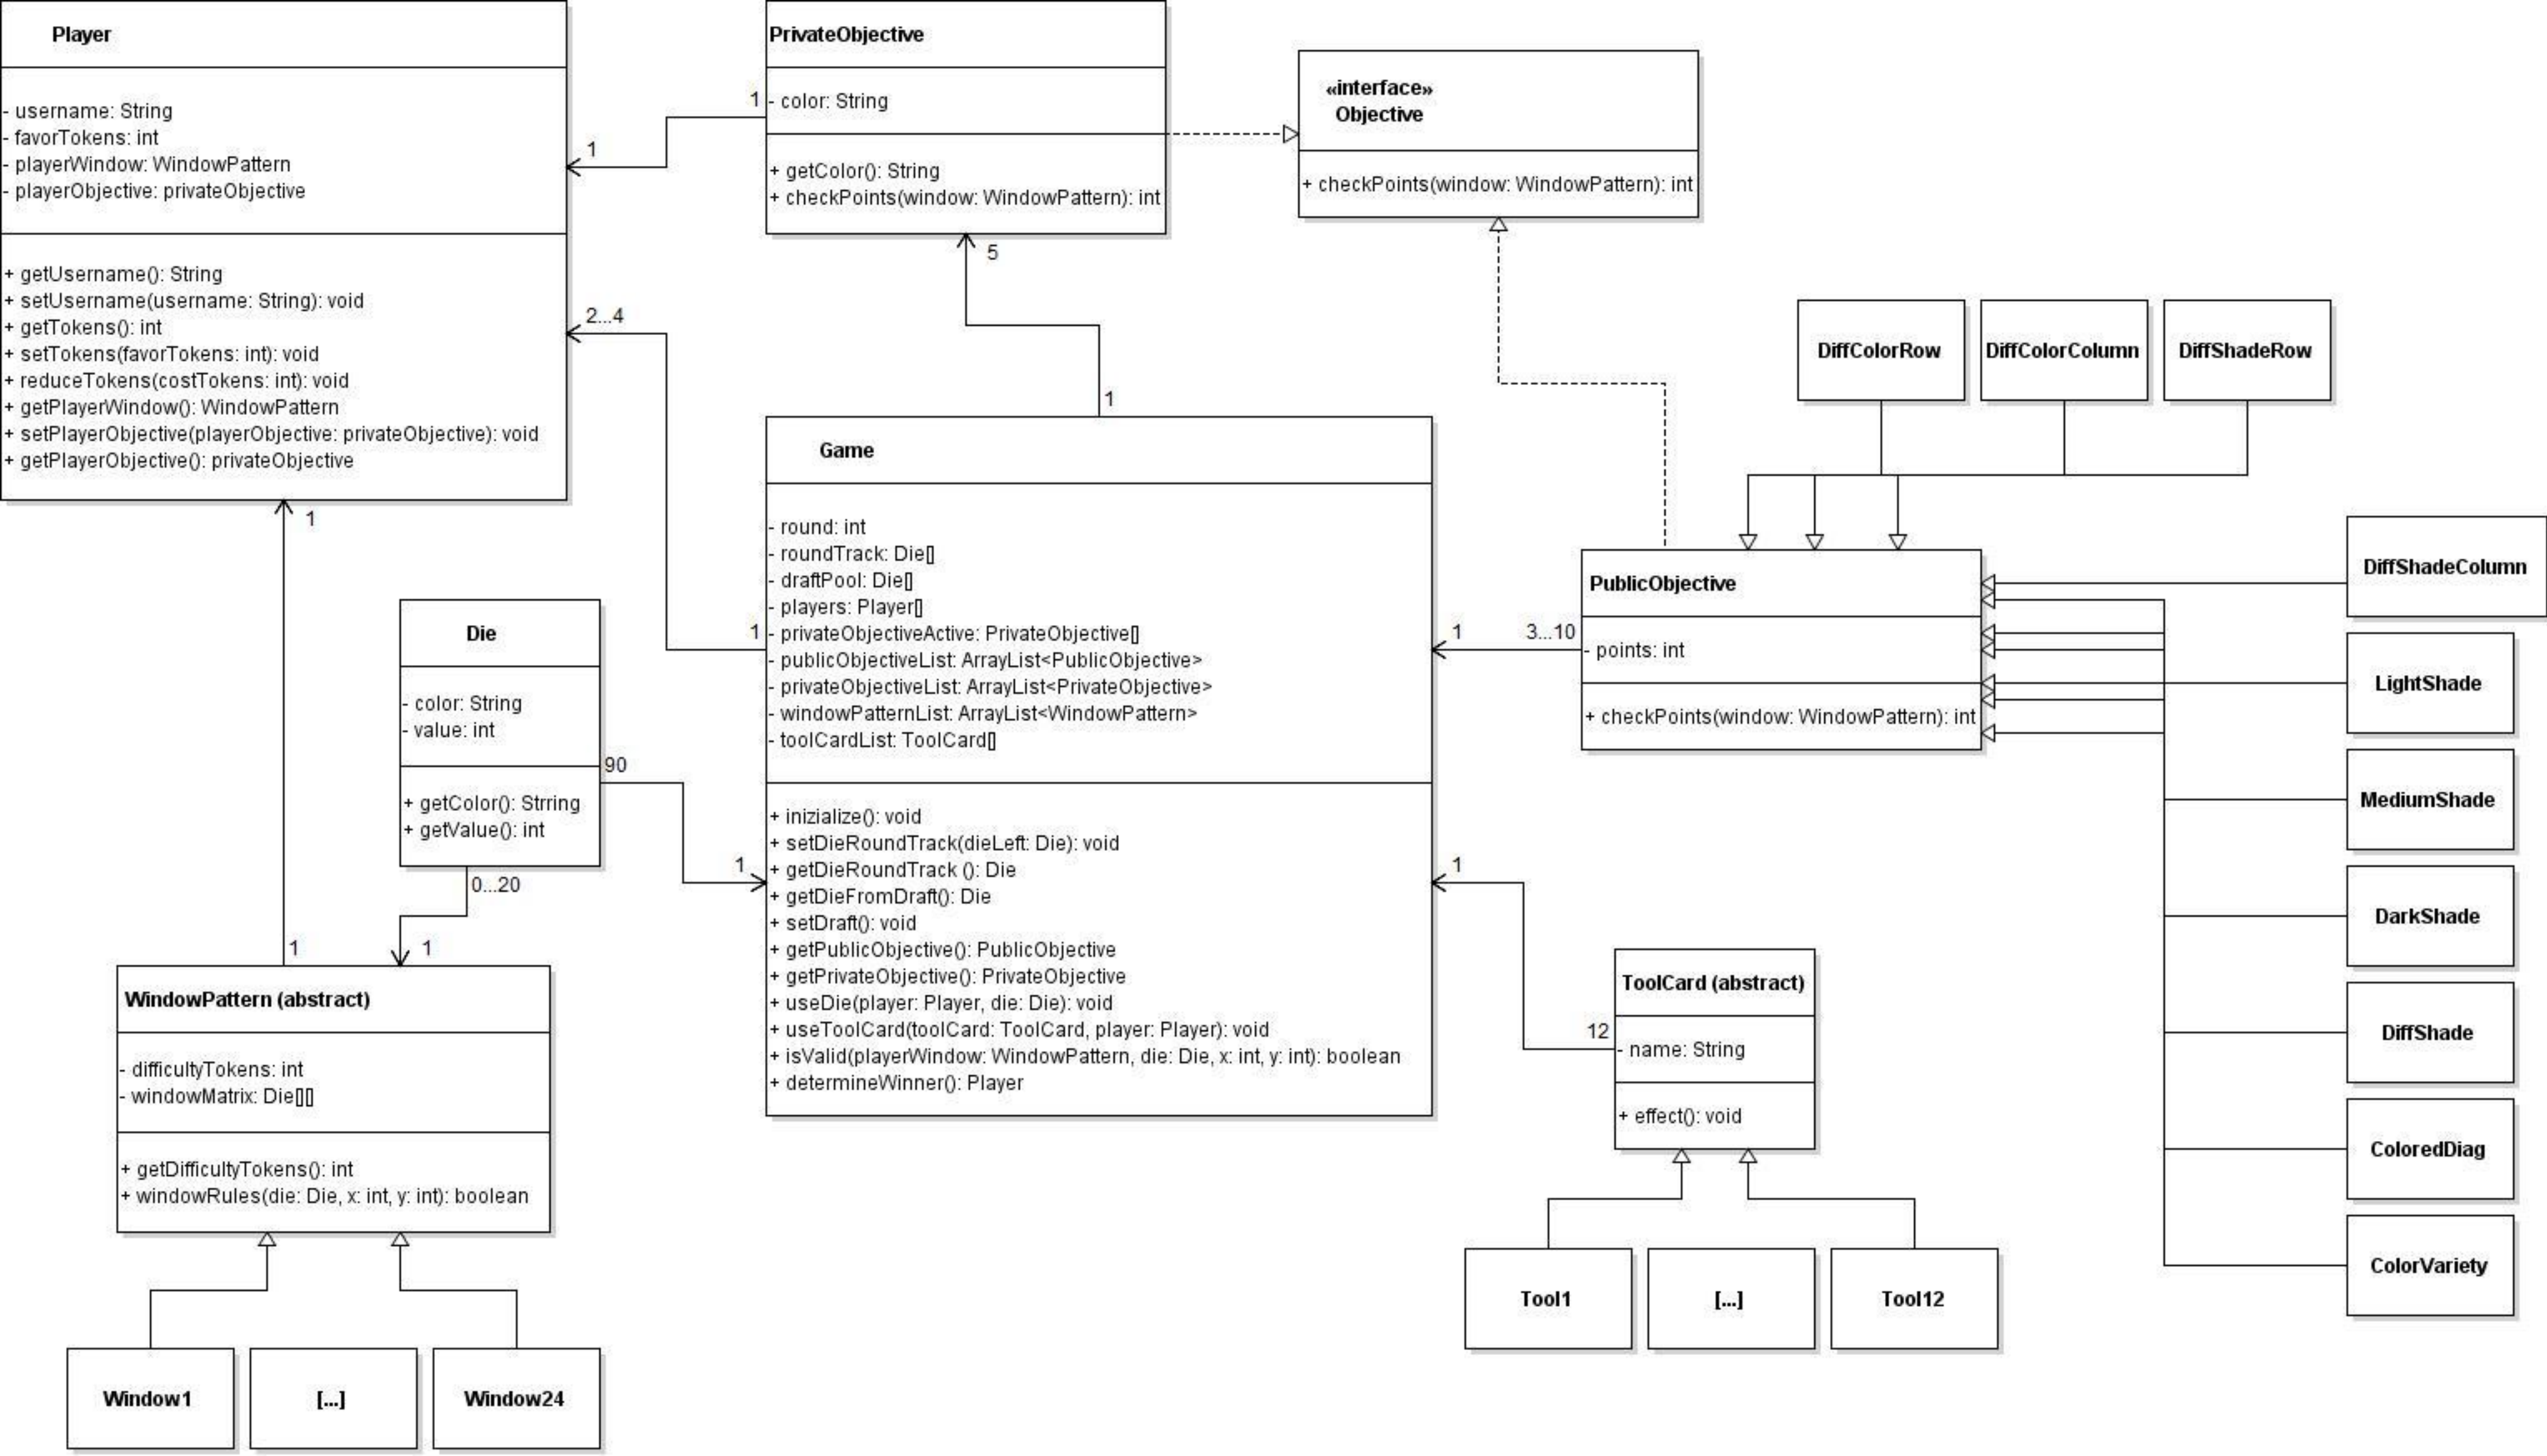 Player
- username: String
- favorTokens: int
- playerWindow: WindowPattern
- playerObjective: privateObjective
+ getUsername(): String
+ setUsername(username: String): void
+ getTokens(): int
+ setTokens(favorTokens: int): void
+ reduceTokens(costTokens: int): void
+ getPlayerWindow(): WindowPattern
+ setPlayerObjective(playerObjective: privateObjective): void
+ getPlayerObjective(): privateObjective
1
1
PrivateObjective
- color: String
+ getColor(): String
+ checkPoints(window: WindowPattern): int
5
1
«interface»
Objective
+ checkPoints(window: WindowPattern): int
2...4
1
Game
- round: int
- roundTrack: Die[]
- draftPool: Die[]
- players: Player[]
- privateObjectiveActive: PrivateObjective[]
- publicObjectiveList: ArrayList<PublicObjective>
- privateObjectiveList: ArrayList<PrivateObjective>
- windowPatternList: ArrayList<WindowPattern>
- toolCardList: ToolCard[]
+ inizialize(): void
+ setDieRoundTrack(dieLeft: Die): void
+ getDieRoundTrack (): Die
+ getDieFromDraft(): Die
+ setDraft(): void
+ getPublicObjective(): PublicObjective
+ getPrivateObjective(): PrivateObjective
+ useDie(player: Player, die: Die): void
+ useToolCard(toolCard: ToolCard, player: Player): void
+ isValid(playerWindow: WindowPattern, die: Die, x: int, y: int): boolean
+ determineWinner(): Player
DiffColorRow
DiffColorColumn
DiffShadeRow
1
3...10
PublicObjective
- points: int
+ checkPoints(window: WindowPattern): int
DiffShadeColumn
LightShade
MediumShade
DarkShade
DiffShade
ColoredDiag
ColorVariety
1
Die
- color: String
- value: int
+ getColor(): Strring
+ getValue(): int
90
1
0...20
1
1
WindowPattern (abstract)
- difficultyTokens: int
- windowMatrix: Die[][]
+ getDifficultyTokens(): int
+ windowRules(die: Die, x: int, y: int): boolean
Window1
[...]
Window24
1
12
ToolCard (abstract)
- name: String
+ effect(): void
Tool1
[...]
Tool12